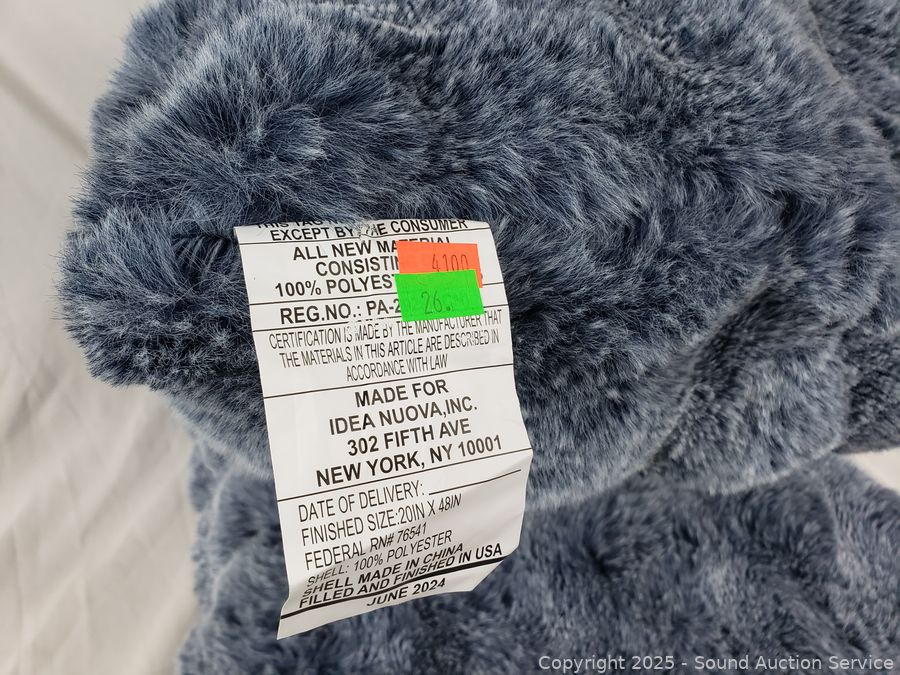 EXCEPT BY THE CONSUMER
ALL NEW MATERIAL
CONSISTIN
100% POLYES
4100
REG.NO.: PA-2
26.
CERTIFICATION IS MADE BY THE MANUFACTURER THAT
THE MATERIALS IN THIS ARTICLE ARE DESCRIBED IN
ACCORDANCE WITH LAW
MADE FOR
IDEA NUOVA,INC.
302 FIFTH AVE
NEW YORK, NY 10001
DATE OF DELIVERY:
FINISHED SIZE:20IN X 48IN
FEDERAL RN# 76541
SHELL: 100% POLYESTER
SHELL MADE IN CHINA
FILLED AND FINISHED IN USA
JUNE 2024
Copyright © 2025 - Sound Auction Service